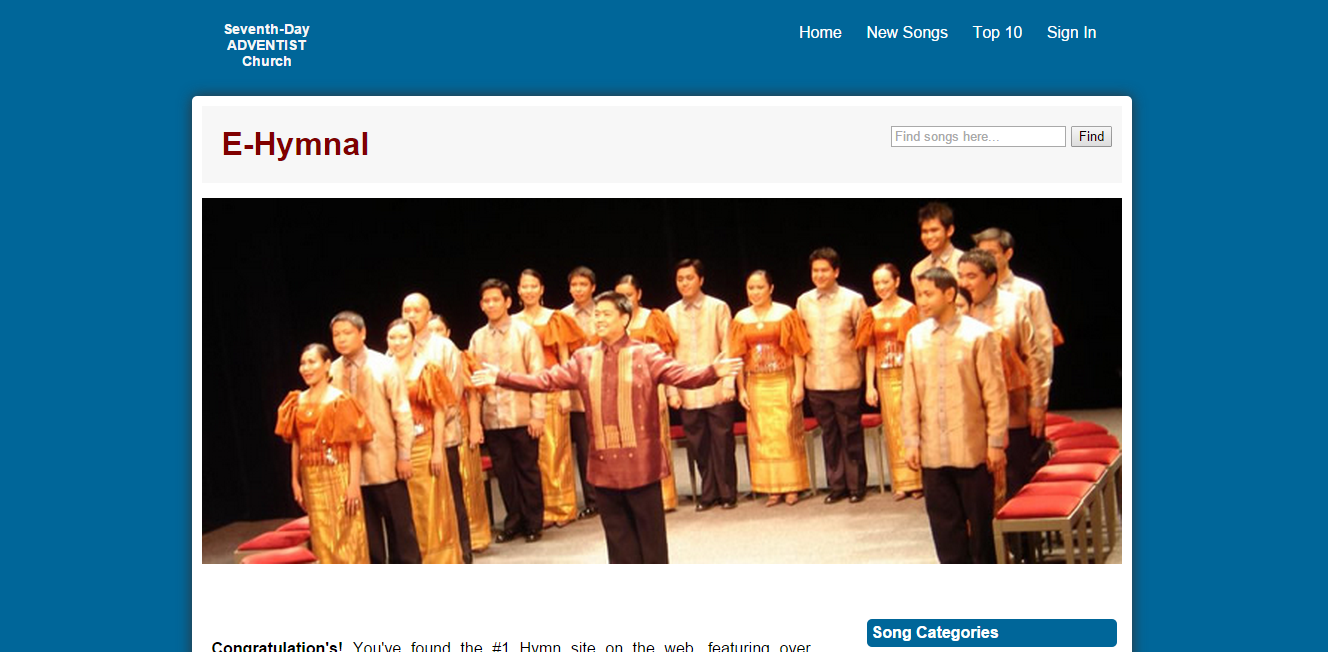 Seventh-Day
ADVENTIST
Church
Home New Songs Top 10 Sign In
E-Hymnal
Find songs here... Find
Song Categories
Congratulation's! You've found the #1 Hymn site on the web, featuring over